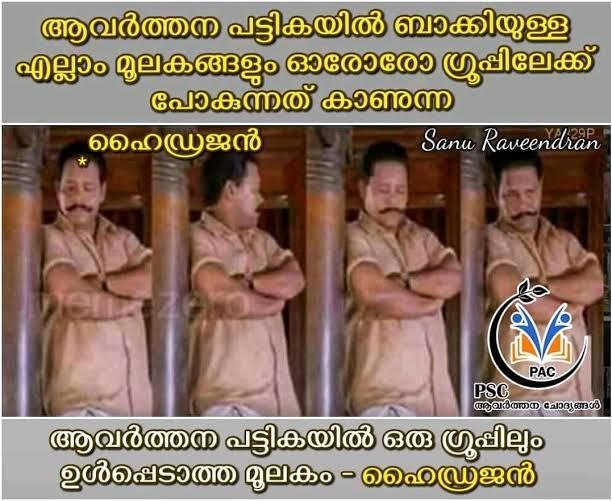 ആവർത്തന പട്ടികയിൽ ബാക്കിയുള്ള
എല്ലാം മൂലകങ്ങളും ഓരോരോ ഗ്രൂപ്പിലേക്ക്
പോകുന്നത് കാണുന്ന
*ഹൈഡ്രജൻ
Sanu Raveendran
memezero
PAC
PSC
ആവർത്തന ചോദ്യങ്ങൾ
ആവർത്തന പട്ടികയിൽ ഒരു ഗ്രൂപ്പിലും
ഉൾപ്പെടാത്ത മൂലകം - ഹൈഡ്രജൻ